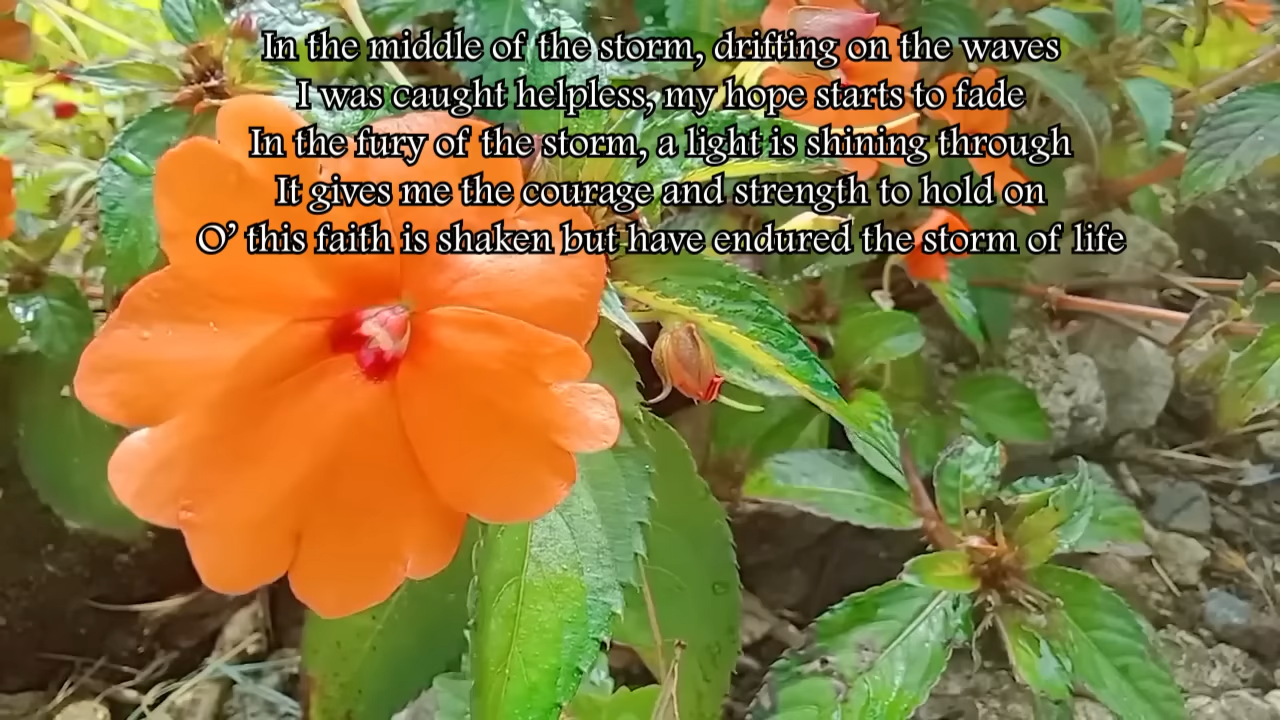 In the middle of the storm, drifting on the waves
I was caught helpless, my hope starts to fade
In the fury of the storm, a light is shining through
It gives me the courage and strength to hold on
O’ this faith is shaken but have endured the storm of life